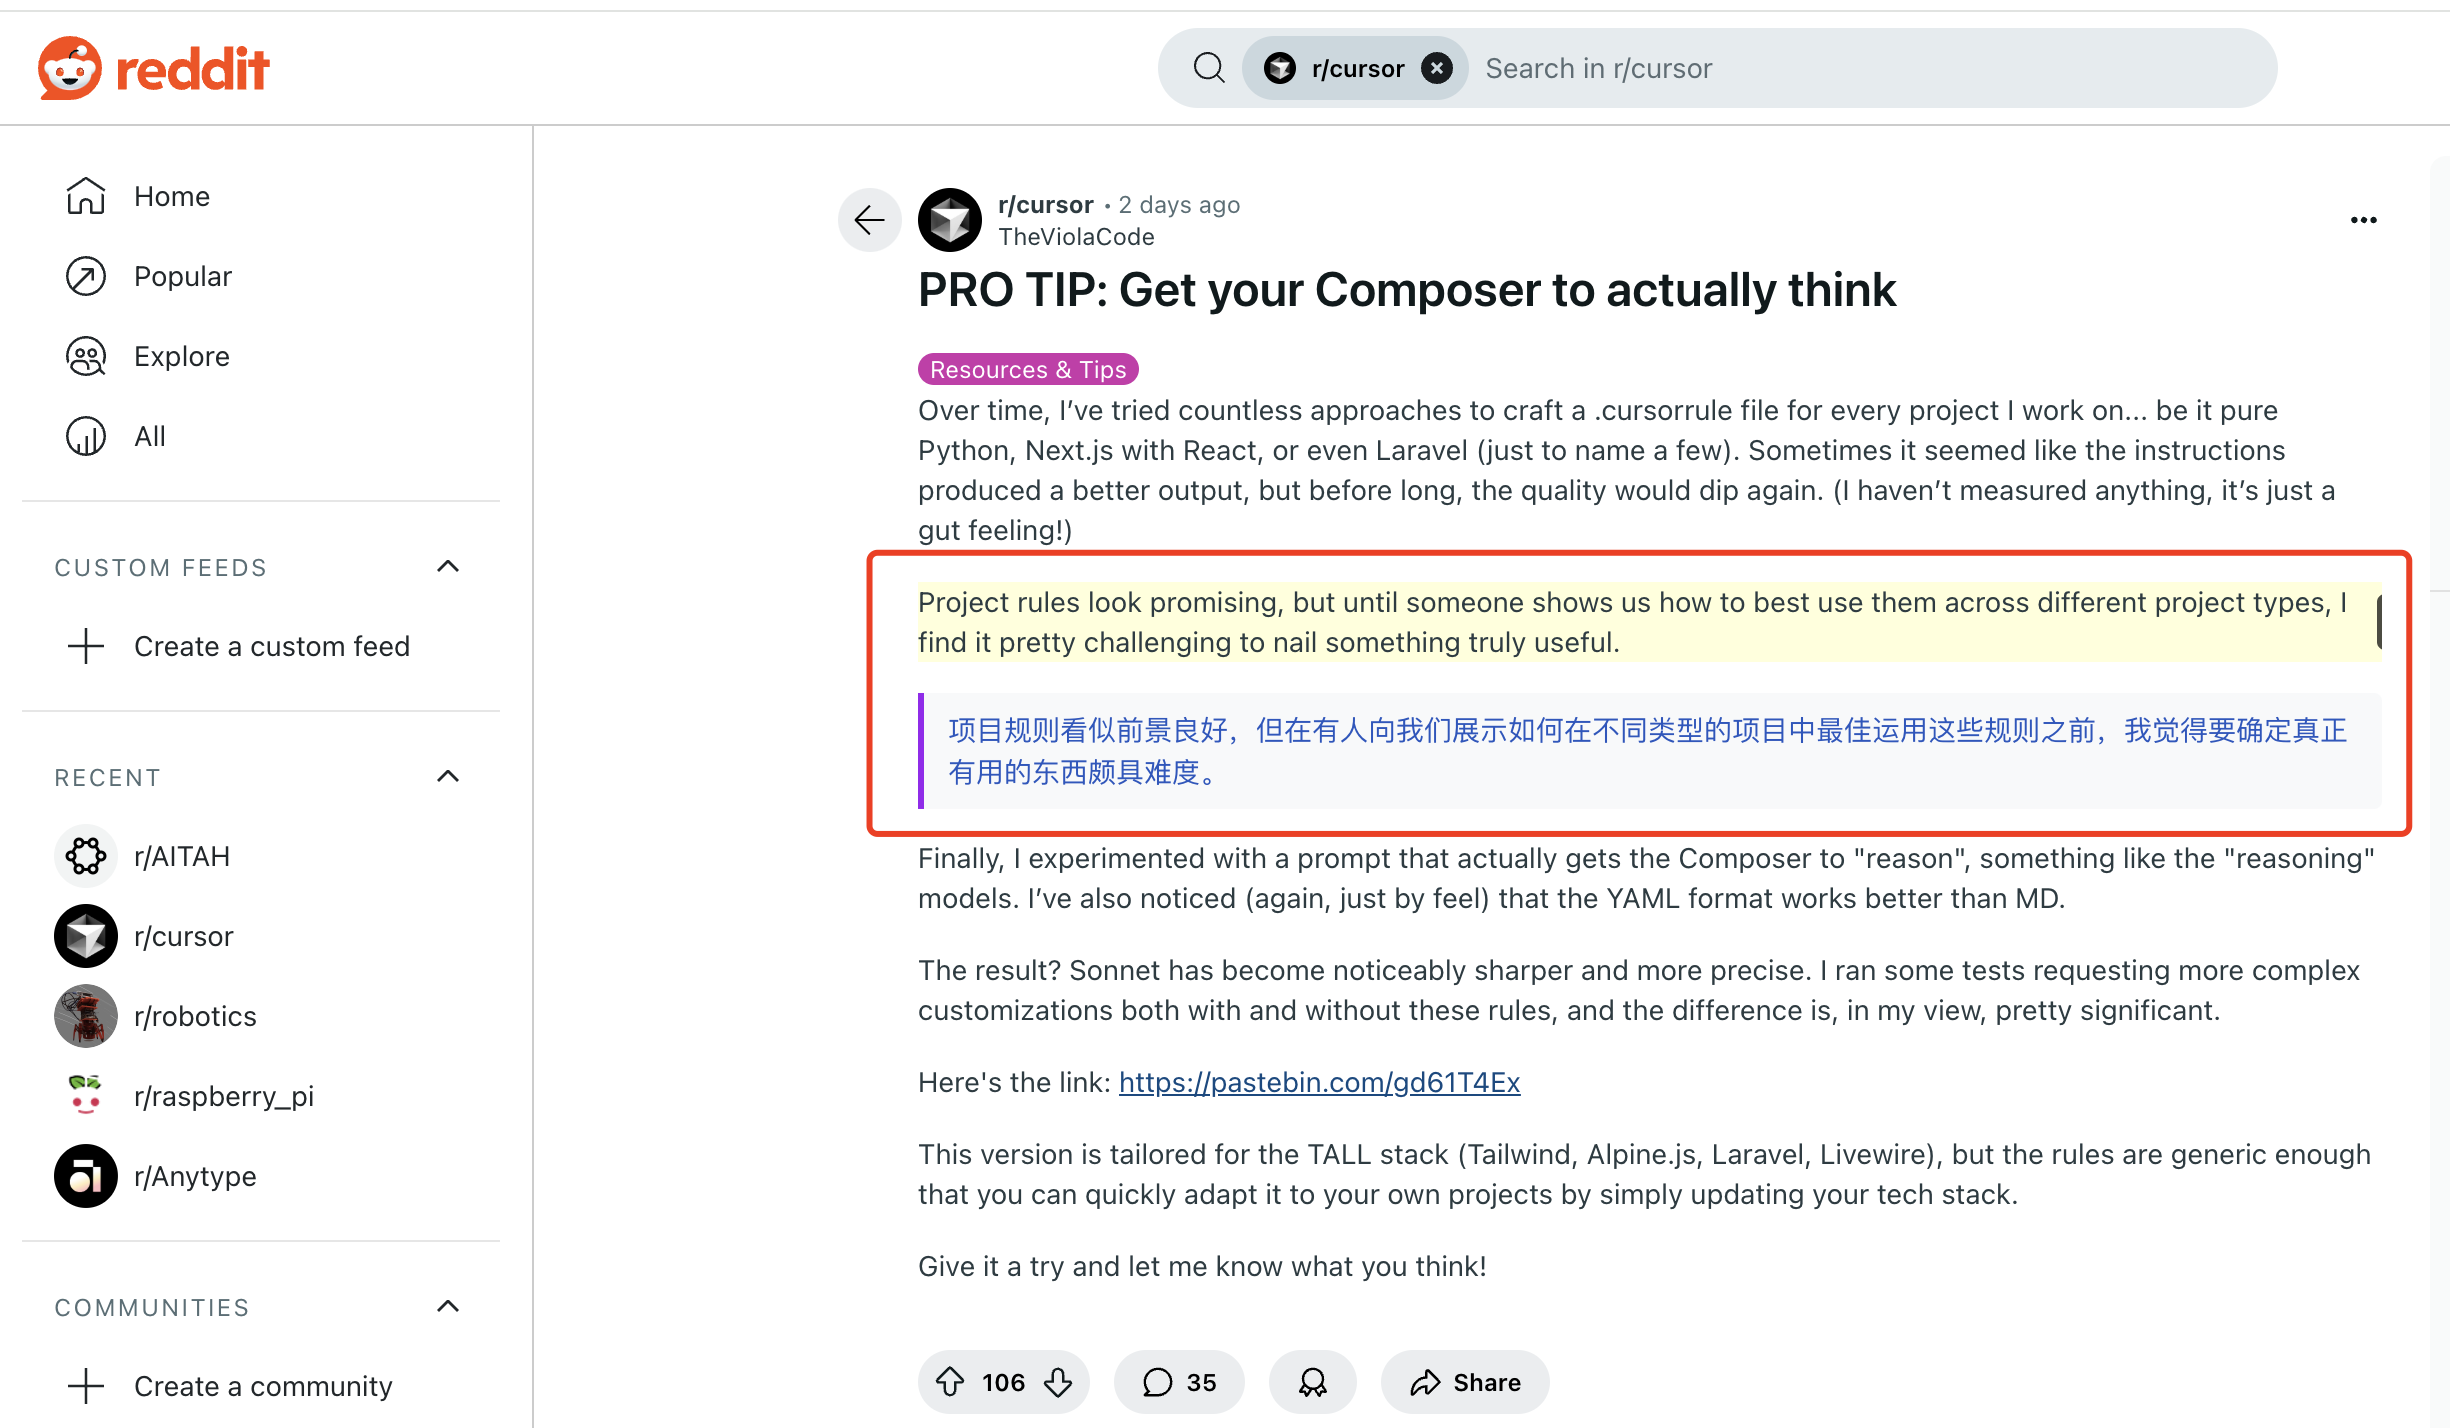 reddit
r/cursor
Search in r/cursor
Home
Popular
Explore
All
CUSTOM FEEDS
Create a custom feed
RECENT
r/AITAH
r/cursor
r/robotics
r/raspberry_pi
r/Anytype
COMMUNITIES
Create a community
r/cursor • 2 days ago
TheViolaCode
PRO TIP: Get your Composer to actually think
Resources & Tips
Over time, I’ve tried countless approaches to craft a .cursorrule file for every project I work on... be it pure
Python, Next.js with React, or even Laravel (just to name a few). Sometimes it seemed like the instructions
produced a better output, but before long, the quality would dip again. (I haven’t measured anything, it’s just a
gut feeling!)
Project rules look promising, but until someone shows us how to best use them across different project types, I
find it pretty challenging to nail something truly useful.
项目规则看似前景良好，但在有人向我们展示如何在不同类型的项目中最佳运用这些规则之前，我觉得要确定真正
有用的东西颇具难度。
Finally, I experimented with a prompt that actually gets the Composer to "reason", something like the "reasoning"
models. I’ve also noticed (again, just by feel) that the YAML format works better than MD.
The result? Sonnet has become noticeably sharper and more precise. I ran some tests requesting more complex
customizations both with and without these rules, and the difference is, in my view, pretty significant.
Here's the link: https://pastebin.com/gd61T4Ex
This version is tailored for the TALL stack (Tailwind, Alpine.js, Laravel, Livewire), but the rules are generic enough
that you can quickly adapt it to your own projects by simply updating your tech stack.
Give it a try and let me know what you think!
106
35
Share